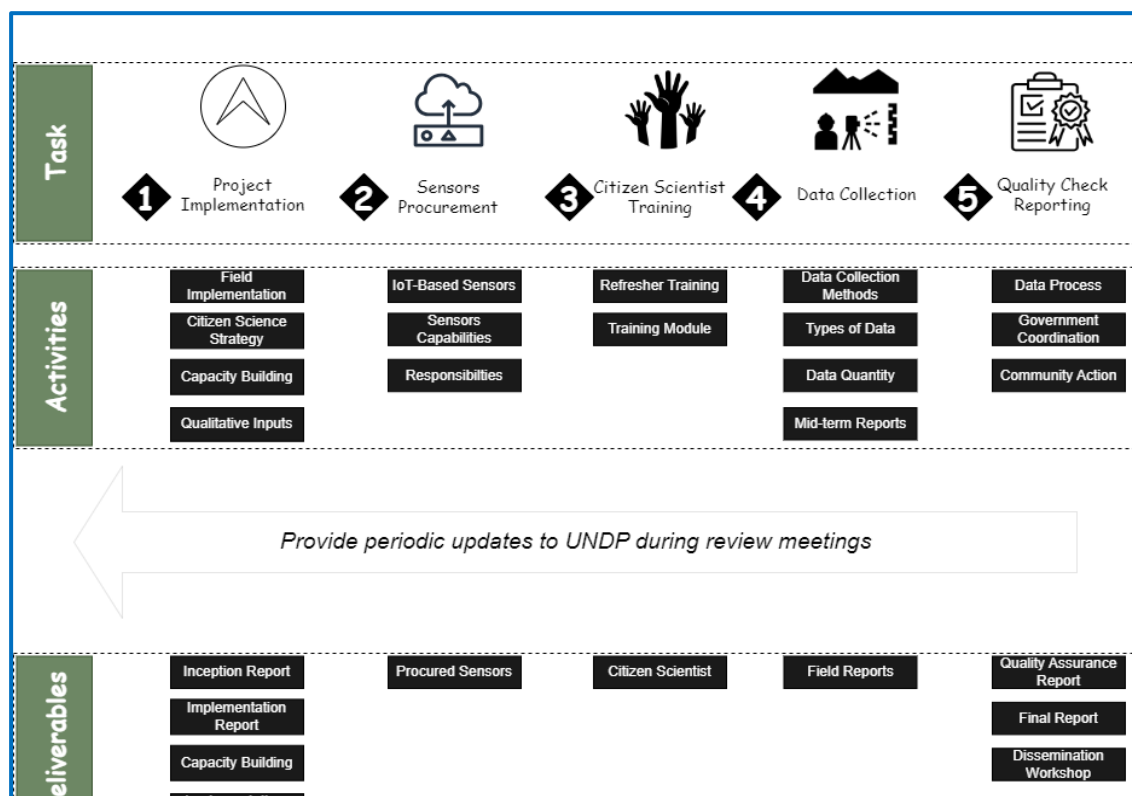 Task
1
Project
Implementation
2
Sensors
Procurement
3
Citizen Scientist
Training
4
Data Collection
5
Quality Check
Reporting
Activities
Field
Implementation
Citizen Science
Strategy
Capacity Building
Qualitative Inputs
IoT-Based Sensors
Sensors
Capabilities
Responsibilties
Refresher Training
Training Module
Data Collection
Methods
Types of Data
Data Quantity
Mid-term Reports
Data Process
Government
Coordination
Community Action
Provide periodic updates to UNDP during review meetings
eliverables
Inception Report
Implementation
Report
Capacity Building
Procured Sensors
Citizen Scientist
Field Reports
Quality Assurance
Report
Final Report
Dissemination
Workshop